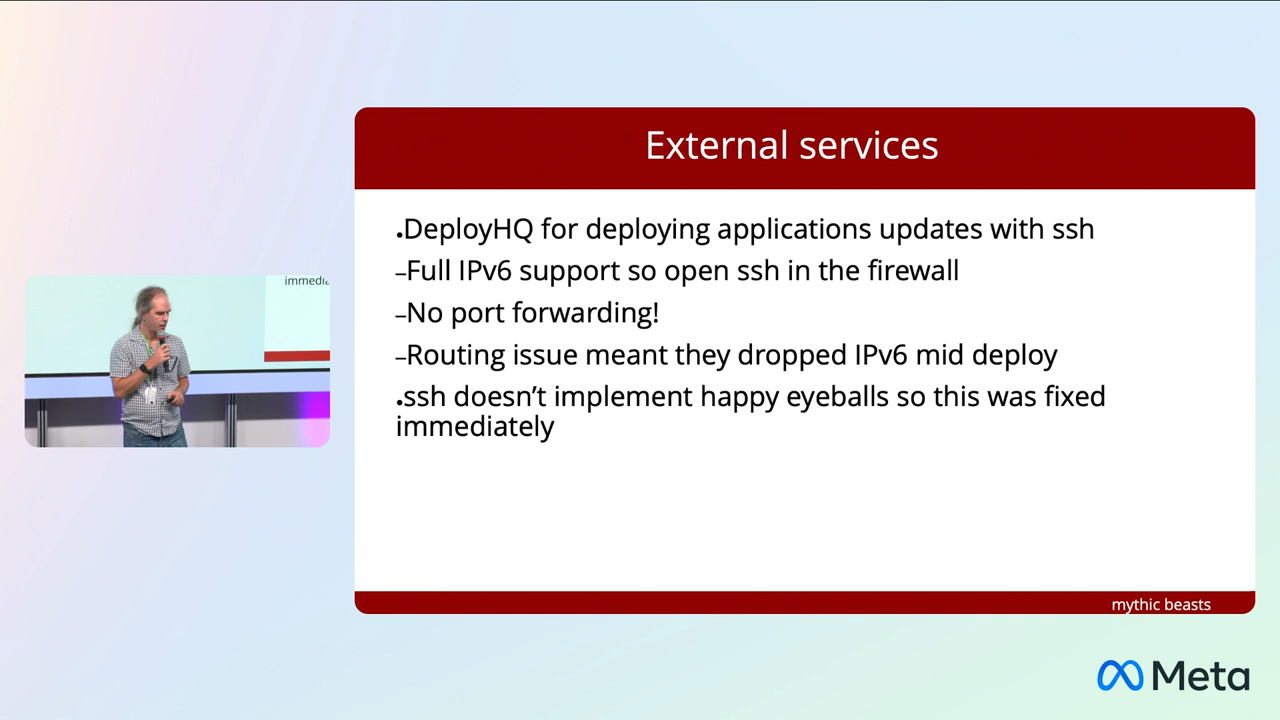 External services
.DeployHQ for deploying applications updates with ssh
–Full IPv6 support so open ssh in the firewall
–No port forwarding!
–Routing issue meant they dropped IPv6 mid deploy
.ssh doesn’t implement happy eyeballs so this was fixed
immediately
mythic beasts
immedia
Meta